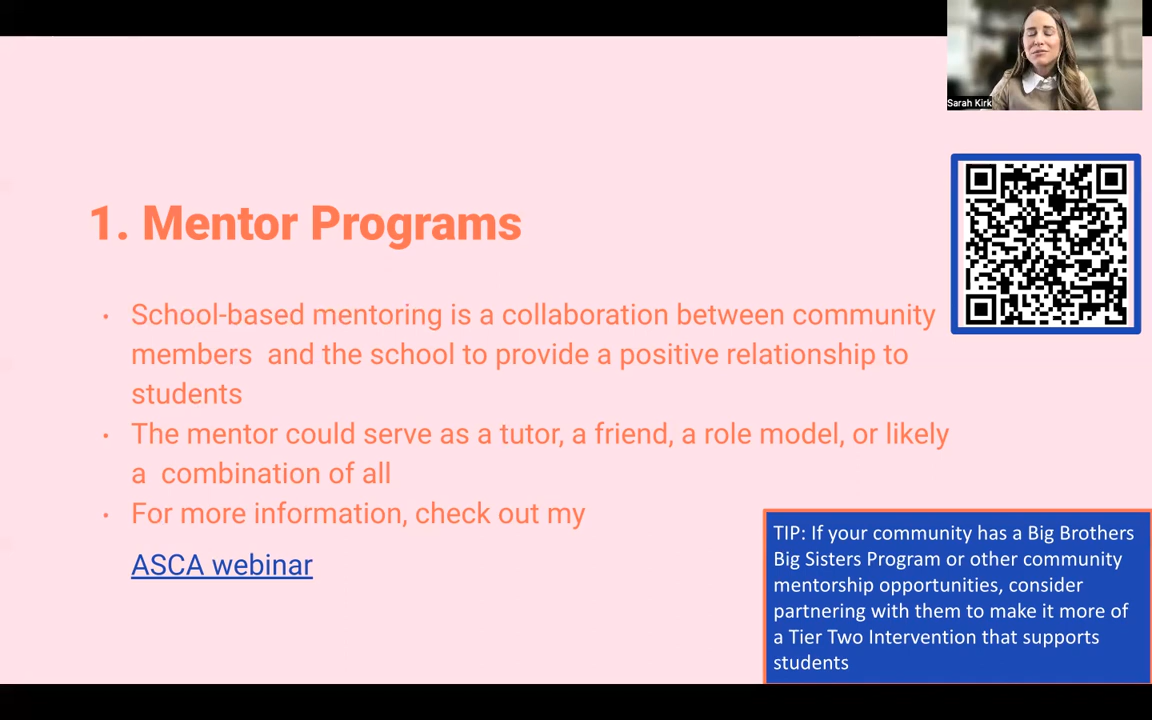 Sarah Kirk
1. Mentor Programs
• School-based mentoring is a collaboration between community
members and the school to provide a positive relationship to
students
• The mentor could serve as a tutor, a friend, a role model, or likely
a combination of all
• For more information, check out my
ASCA webinar
TIP: If your community has a Big Brothers
Big Sisters Program or other community
mentorship opportunities, consider
partnering with them to make it more of
a Tier Two Intervention that supports
students